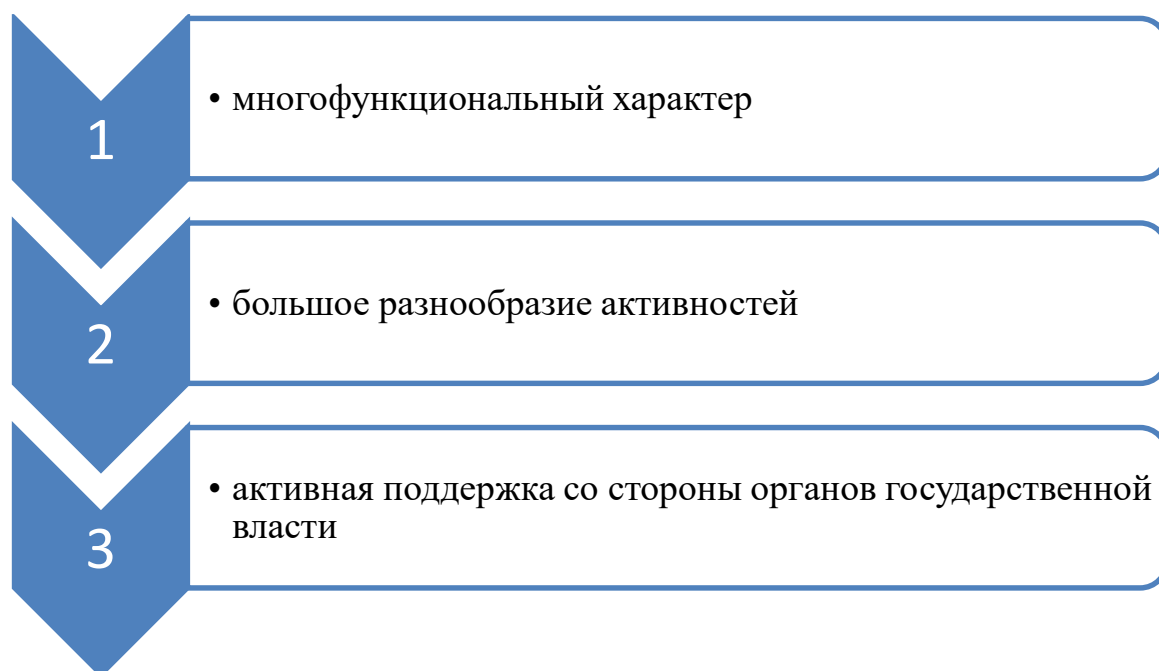 1
• многофункциональный характер
2
• большое разнообразие активностей
3
• активная поддержка со стороны органов государственной
власти